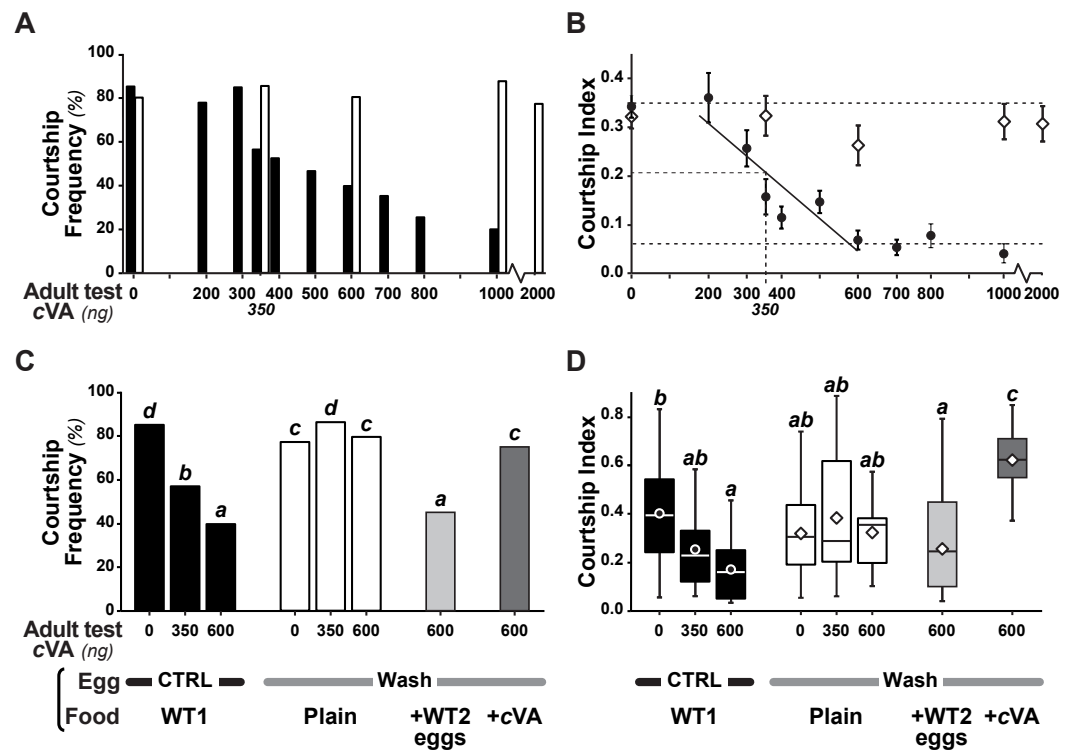 A
Courtship
Frequency (%)
100
80
60
40
20
0
0 200 300 400 500 600 700 800 1000 2000
350
Adult test
cVA (ng)
B
Courtship Index
0.4
0.3
0.2
0.1
0.0
0 200 300 400 600 800 1000 2000
350
C
Courtship
Frequency (%)
100
80
60
40
20
0
d b a c d c a c
0 350 600 0 350 600 600 600
Adult test
cVA (ng)
Egg CTRL Wash
Food WT1 Plain +WT2 +cVA
eggs
D
Courtship Index
0.8
0.6
0.4
0.2
0.0
b ab a ab ab ab a c
0 350 600 0 350 600 600 600
CTRL Wash
WT1 Plain +WT2 +cVA
eggs